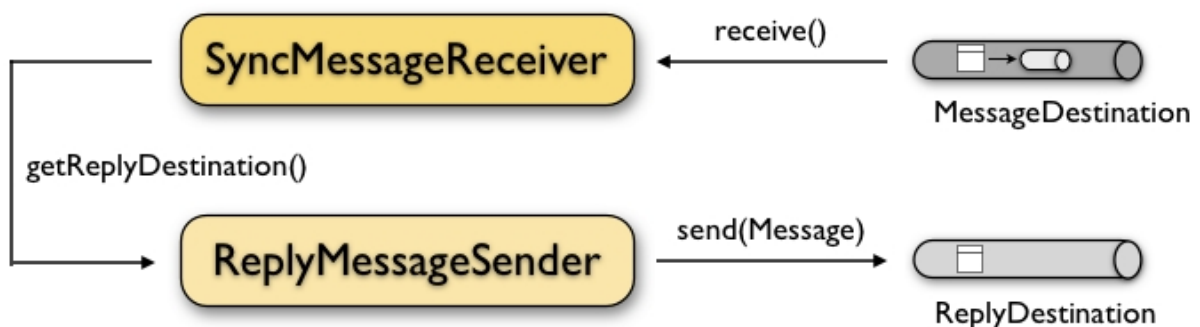 SyncMessageReceiver
receive()
MessageDestination
getReplyDestination()
ReplyMessageSender
send(Message)
ReplyDestination